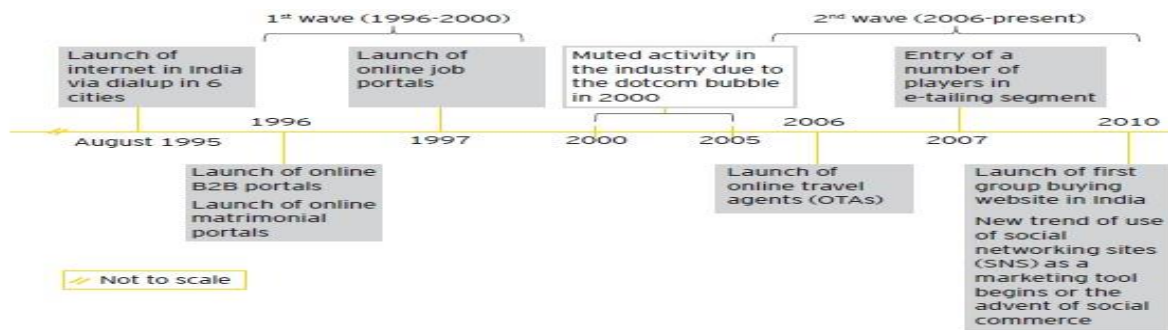 1st wave (1996-2000)
2nd wave (2006-present)
Launch of
internet in India
via dialup in 6
cities
Launch of
online job
portals
Muted activity in
the industry due to
the dotcom bubble
in 2000
Entry of a
number of
players in
e-tailing segment
August 1995
1996
1997
2000
2005
2006
2007
2010
Launch of online
B2B portals
Launch of online
matrimonial
portals
Launch of
online travel
agents (OTAs)
Launch of first
group buying
website in India
New trend of use
of social
networking sites
(SNS) as a
marketing tool
begins or the
advent of social
commerce
Not to scale